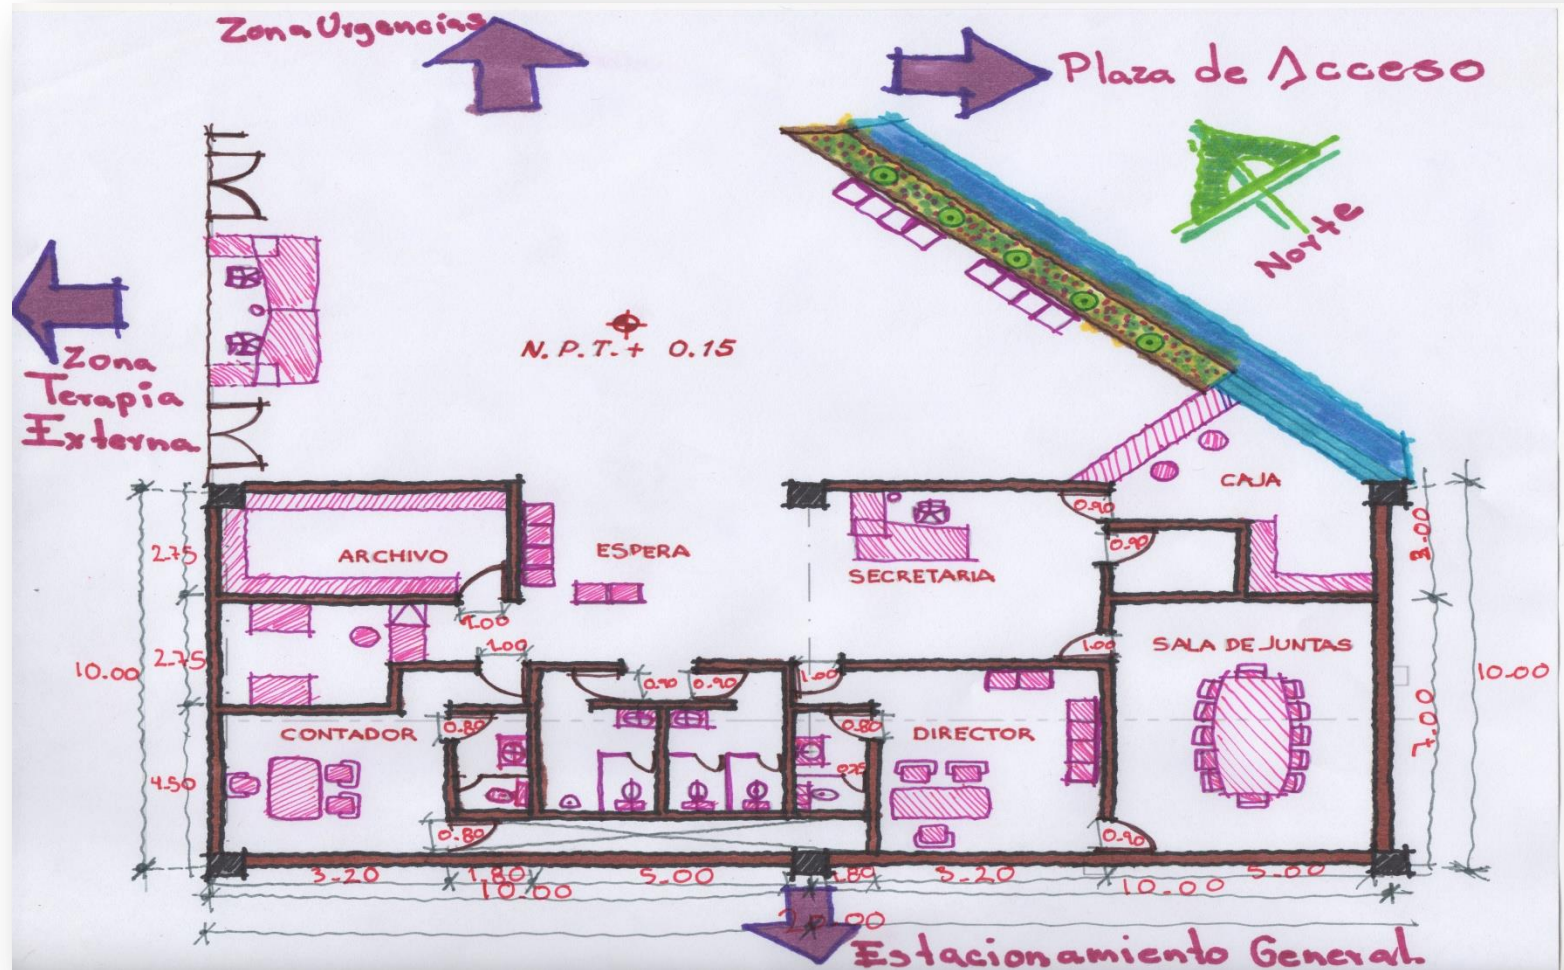 Zona Urgencias
Plaza de Acceso
Norte
N.P.T.+ 0.15
Zona
Terapia
Externa
CAJA
0.90
ARCHIVO
ESPERA
SECRETARIA
0.90
2.75
3.00
1.00
1.00
1.00
SALA DE JUNTAS
10.00
2.75
0.90
0.90
1.00
10.00
CONTADOR
0.80
0.80
DIRECTOR
7.00
4.50
0.75
0.80
0.90
3.20
1.80
5.00
1.80
3.20
5.00
10.00
10.00
Estacionamiento General